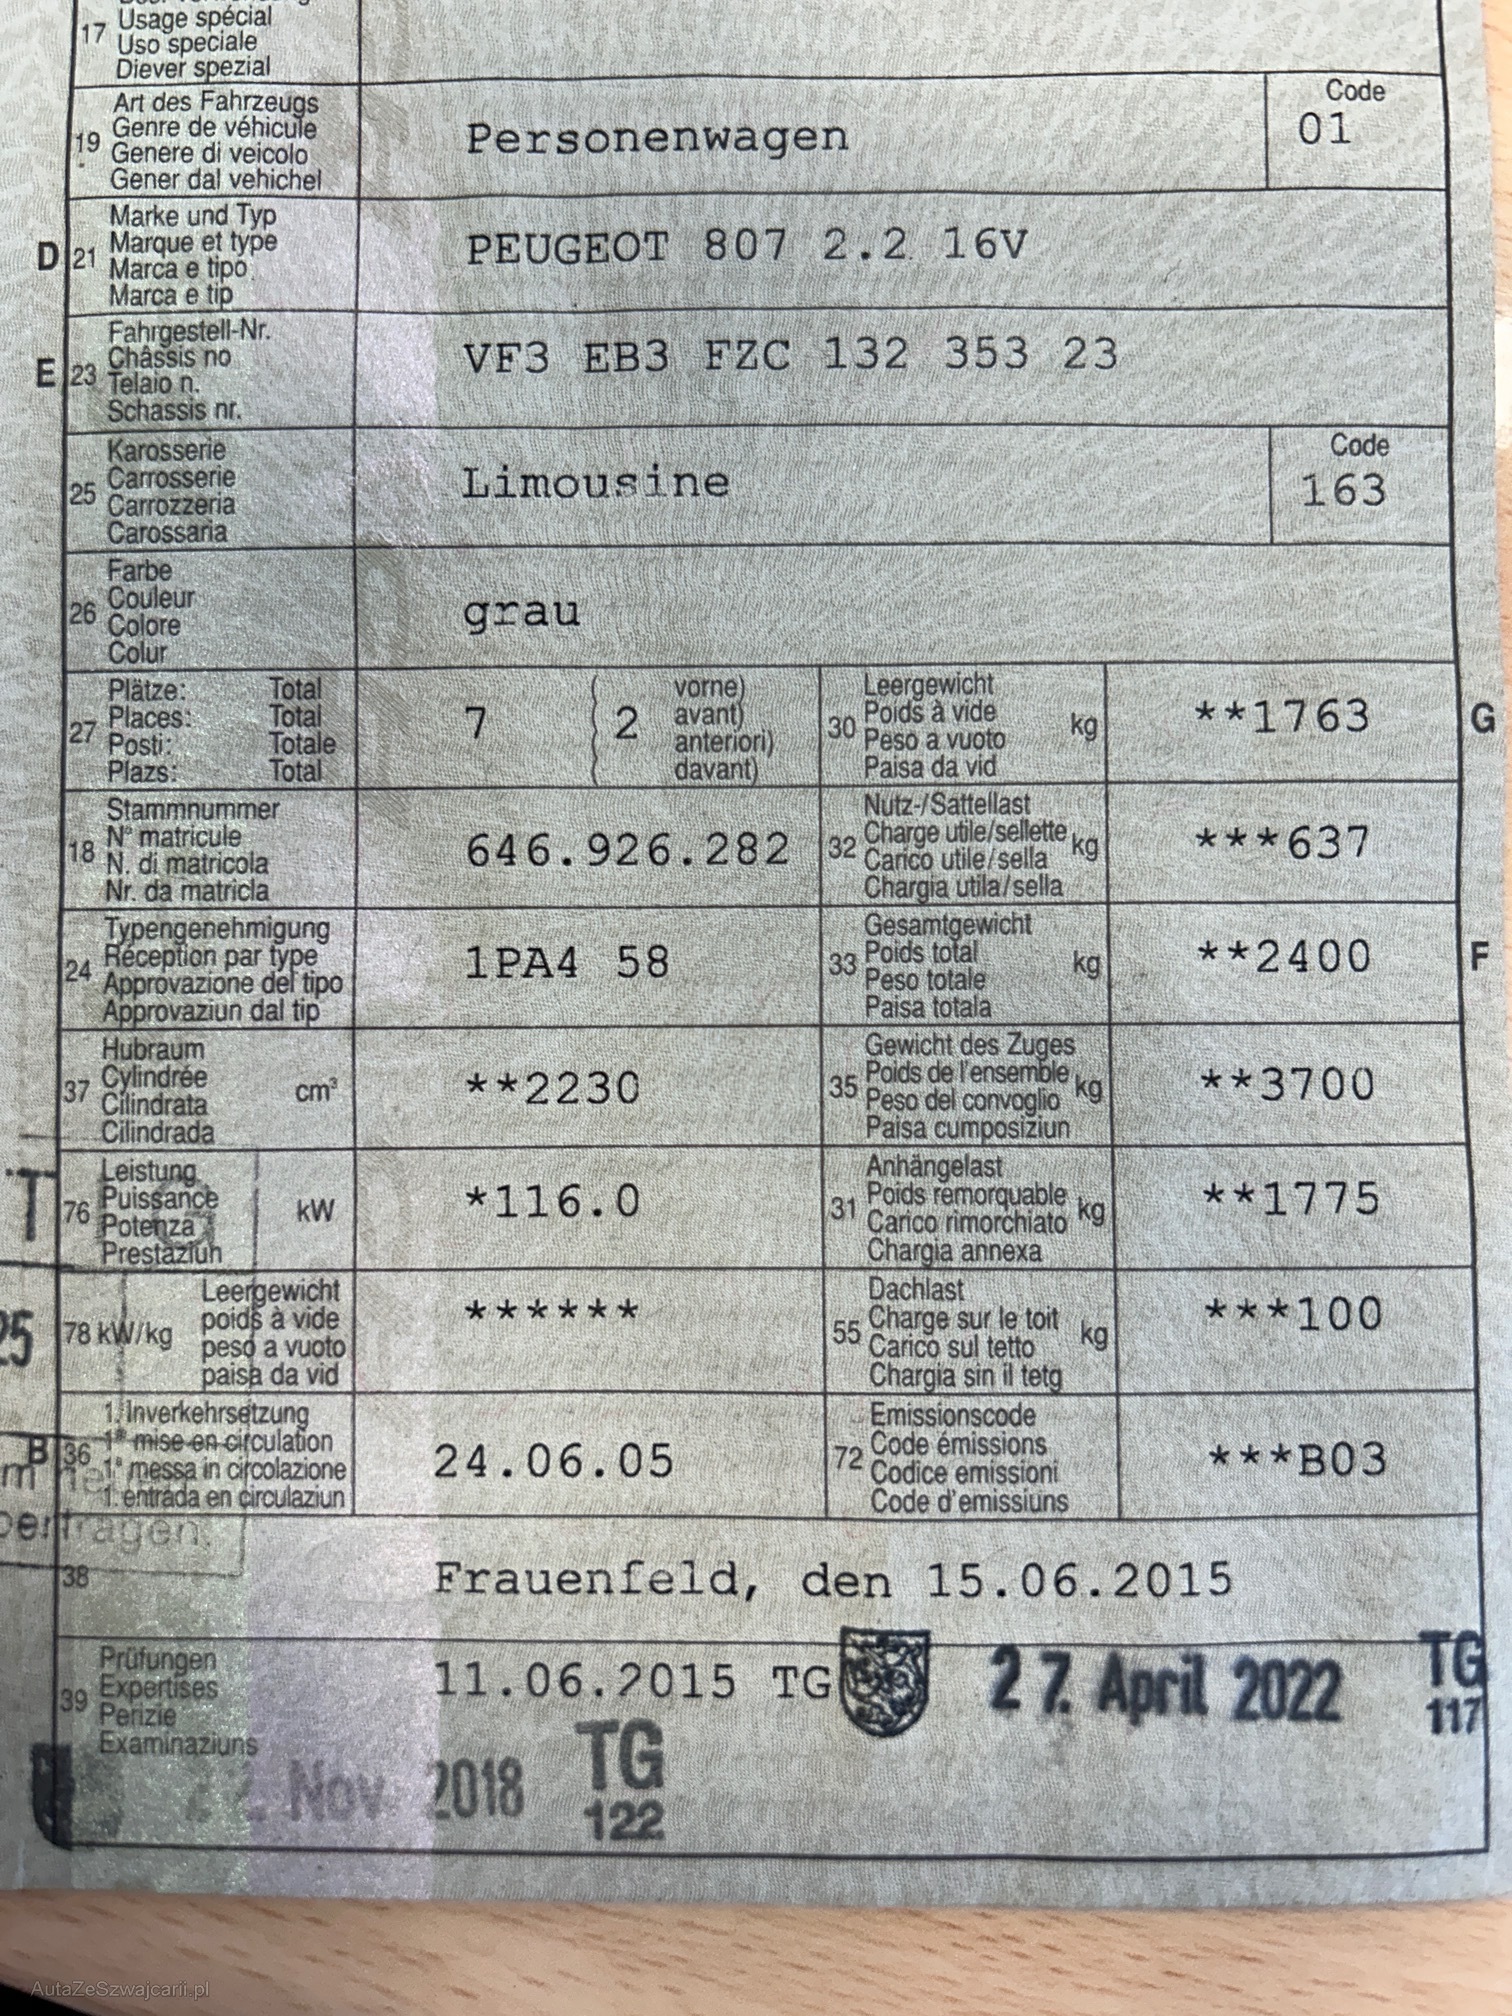 17 Usage spécial
Uso speciale
Diever spezial
19 Art des Fahrzeugs
Genre de véhicule
Genere di veicolo
Gener dal vehichel
Personenwagen
Code
01
D 21 Marke und Typ
Marque et type
Marca e tipo
Marca e tip
PEUGEOT 807 2.2 16V
E 23 Fahrgestell-Nr.
Châssis no
Telaio n.
Schassis nr.
VF3 EB3 FZC 132 353 23
25 Karosserie
Carrosserie
Carrozzeria
Carossaria
Limousine
Code
163
26 Farbe
Couleur
Colore
Colur
grau
27 Plätze: Total
Places: Total
Posti: Totale
Plazs: Total
7 2
vorne)
avant)
anteriori)
davant)
30 Leergewicht
Poids à vide
Peso a vuoto
Paisa da vid
kg
**1763
G
18 Stammnummer
N° matricule
N. di matricola
Nr. da matricla
646.926.282
32 Nutz-/Sattellast
Charge utile/sellette
Carico utile/sella
Chargia utila/sella
kg
***637
24 Typengenehmigung
Réception par type
Approvazione del tipo
Approvaziun dal tip
1PA4 58
33 Gesamtgewicht
Poids total
Peso totale
Paisa totala
kg
**2400
F
37 Hubraum
Cylindrée
Cilindrata
Cilindrada
cm³
**2230
35 Gewicht des Zuges
Poids de l'ensemble
Peso del convoglio
Paisa cumposiziun
kg
**3700
76 Leistung
Puissance
Potenza
Prestaziun
kW
*116.0
31 Anhängelast
Poids remorquable
Carico rimorchiato
Chargia annexa
kg
**1775
78 kW/kg
Leergewicht
poids à vide
peso a vuoto
paisa da vid
******
55 Dachlast
Charge sur le toit
Carico sul tetto
Chargia sin il tetg
kg
***100
B 36 1. Inverkehrsetzung
1re mise en circulation
1a messa in circolazione
1. entrada en circulaziun
24.06.05
72 Emissionscode
Code émissions
Codice emissioni
Code d'emissiuns
***B03
38
Frauenfeld, den 15.06.2015
39 Prüfungen
Expertises
Perizie
Examinaziuns
11.06.2015 TG
27. April 2022
TG
117
Nov. 2018
TG
122
AutaZeSzwajcarii.pl